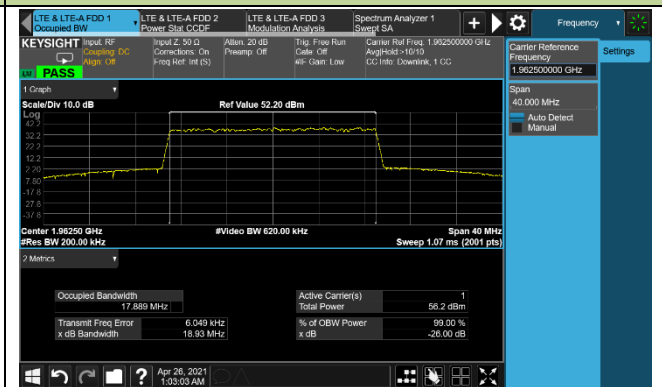 LTE & LTE-A FDD 1
Occupied BW
LTE & LTE-A FDD 2
Power Stat CCDF
LTE & LTE-A FDD 3
Modulation Analysis
Spectrum Analyzer 1
Swept SA
Frequency
KEYSIGHT
PASS
Input: RF
Coupling: DC
Align: Off
Input Z: 50 Ω
Corrections: On
Freq Ref: Int (S)
Atten: 20 dB
Preamp: Off
Trig: Free Run
Gate: Off
#IF Gain: Low
Carrier Ref Freq: 1.962500000 GHz
Avg|Hold:>10/10
CC Info: Downlink, 1 CC
Carrier Reference
Frequency
1.962500000 GHz
Settings
Span
40.000 MHz
Auto Detect
Manual
1 Graph
Scale/Div 10.0 dB
Ref Value 52.20 dBm
Log
42.2
32.2
22.2
12.2
2.20
-7.80
-17.8
-27.8
-37.8
Center 1.96250 GHz
#Video BW 620.00 kHz
Span 40 MHz
#Res BW 200.00 kHz
Sweep 1.07 ms (2001 pts)
2 Metrics
Occupied Bandwidth
17.889 MHz
Active Carrier(s) 1
Total Power 56.2 dBm
Transmit Freq Error 6.049 kHz
x dB Bandwidth 18.93 MHz
% of OBW Power 99.00 %
x dB -26.00 dB
Apr 26, 2021
1:03:03 AM